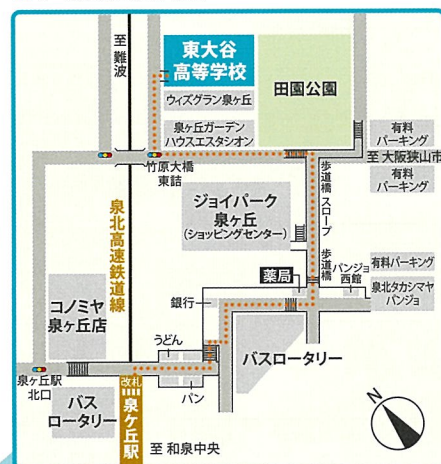 至 難波
東大谷
高等学校
田園公園
ウィズグラン泉ヶ丘
泉ヶ丘ガーデン
ハウスエスタシオン
有料
パーキング
至 大阪狭山市
有料
パーキング
竹原大橋
東詰
歩道橋 スロープ
歩道橋
ジョイパーク
泉ヶ丘
(ショッピングセンター)
泉北高速鉄道線
薬局
パンジョ
西館
有料パーキング
泉北タカシマヤ
パンジョ
銀行
コノミヤ
泉ヶ丘店
うどん
バスロータリー
泉ヶ丘駅
北口
改札
パン
バス
ロータリー
泉ケ丘駅
至 和泉中央
N